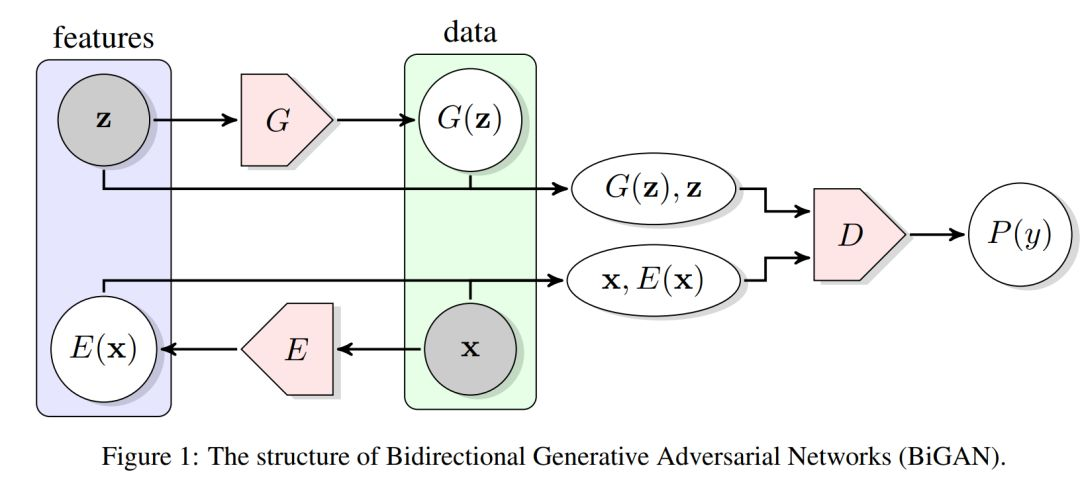 features
data
z
G
G(z)
G(z), z
D
P(y)
x, E(x)
E(x)
E
x
Figure 1: The structure of Bidirectional Generative Adversarial Networks (BiGAN).